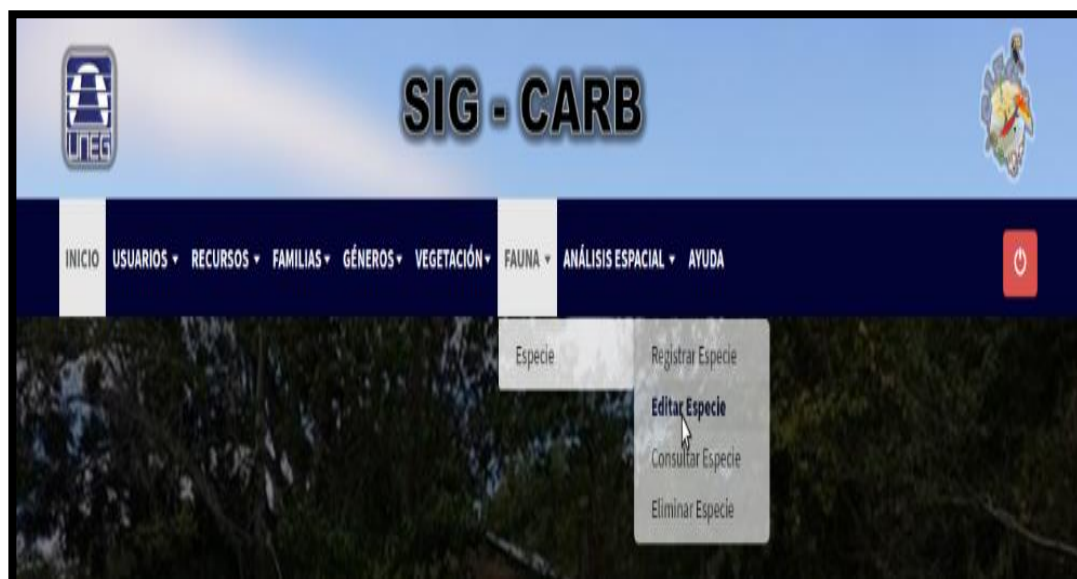 UNEG
SIG - CARB
INICIO USUARIOS RECURSOS FAMILIAS GÉNEROS VEGETACIÓN FAUNA ANÁLISIS ESPACIAL AYUDA
Especie
Registrar Especie
Editar Especie
Consultar Especie
Eliminar Especie